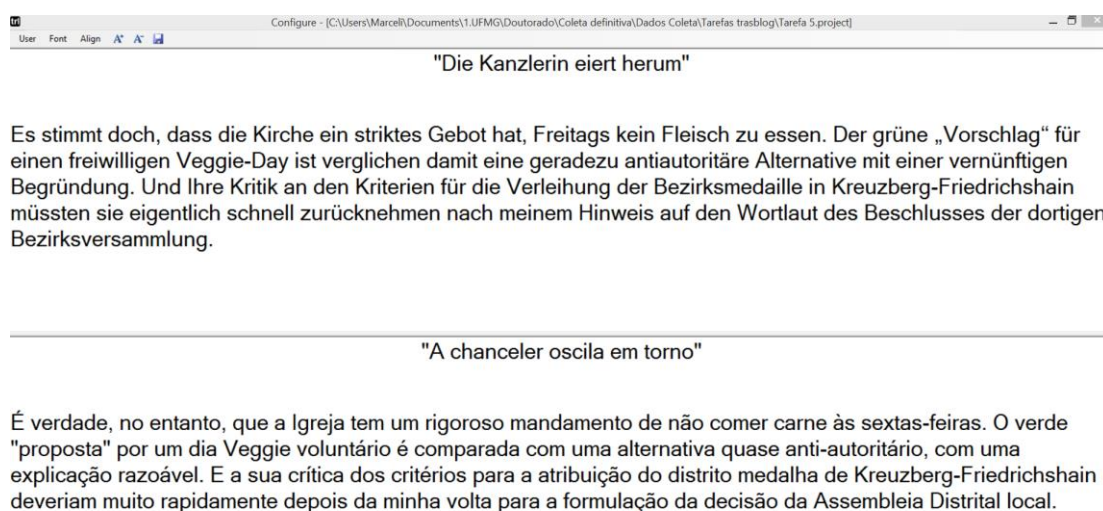 trl
Configure - [C:\Users\Marceli\Documents\1.UFMG\Doutorado\Coleta definitiva\Dados Coleta\Tarefas trasblog\Tarefa 5.project]
User Font Align A⁺ A⁻
"Die Kanzlerin eiert herum"
Es stimmt doch, dass die Kirche ein striktes Gebot hat, Freitags kein Fleisch zu essen. Der grüne „Vorschlag“ für
einen freiwilligen Veggie-Day ist verglichen damit eine geradezu antiautoritäre Alternative mit einer vernünftigen
Begründung. Und Ihre Kritik an den Kriterien für die Verleihung der Bezirksmedaille in Kreuzberg-Friedrichshain
müssten sie eigentlich schnell zurücknehmen nach meinem Hinweis auf den Wortlaut des Beschlusses der dortigen
Bezirksversammlung.
"A chanceler oscila em torno"
É verdade, no entanto, que a Igreja tem um rigoroso mandamento de não comer carne às sextas-feiras. O verde
"proposta" por um dia Veggie voluntário é comparada com uma alternativa quase anti-autoritário, com uma
explicação razoável. E a sua crítica dos critérios para a atribuição do distrito medalha de Kreuzberg-Friedrichshain
deveriam muito rapidamente depois da minha volta para a formulação da decisão da Assembleia Distrital local.